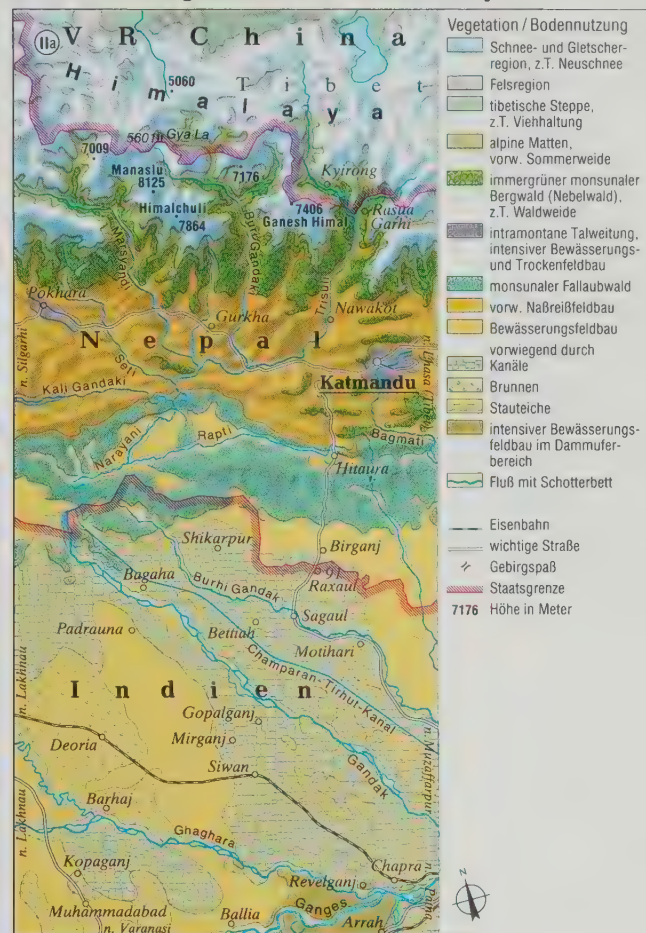 IIa
V R C h i n a
H i m a l a y a
T i b e t
5060
5601
Gya La
7009
Manaslu
8125
7176
Kyirong
Himalchuli
7864
7406
Ganesh Himal
Rusua
Garhi
Marsyandi
Buri Gandaki
Trisuli
Pokhara
Gurkha
Nawakot
N e p a l
n. Silgarhi
Seti
Kali Gandaki
Katmandu
n. Lhasa (Tibet)
Narayani
Rapti
Bagmati
Hitaura
Shikarpur
Birganj
Bagaha
Burhi Gandak
91
Raxaul
Sagaul
Padrauna
Bettiah
Motihari
Champaran-Tirhut-Kanal
n. Lakhnau
I n d i e n
Gopalganj
Mirganj
Deoria
Siwan
Gandak
n. Muzaffarpur
Barhaj
n. Lakhnau
Ghaghara
Kopaganj
Chapra
Revelganj
Muhammadabad
n. Varanasi
Ballia
Ganges
Arrah
n. Patna
Vegetation / Bodennutzung
Schnee- und Gletscher-
region, z.T. Neuschnee
Felsregion
tibetische Steppe,
z.T. Viehhaltung
alpine Matten,
vorw. Sommerweide
immergrüner monsunaler
Bergwald (Nebelwald),
z.T. Waldweide
intramontane Talweitung,
intensiver Bewässerungs-
und Trockenfeldbau
monsunaler Fallaubwald
vorw. Naßreißfeldbau
Bewässerungsfeldbau
vorwiegend durch
Kanäle
Brunnen
Stauteiche
intensiver Bewässerungs-
feldbau im Dammufer-
bereich
Fluß mit Schotterbett
Eisenbahn
wichtige Straße
Gebirgspaß
Staatsgrenze
7176 Höhe in Meter
N